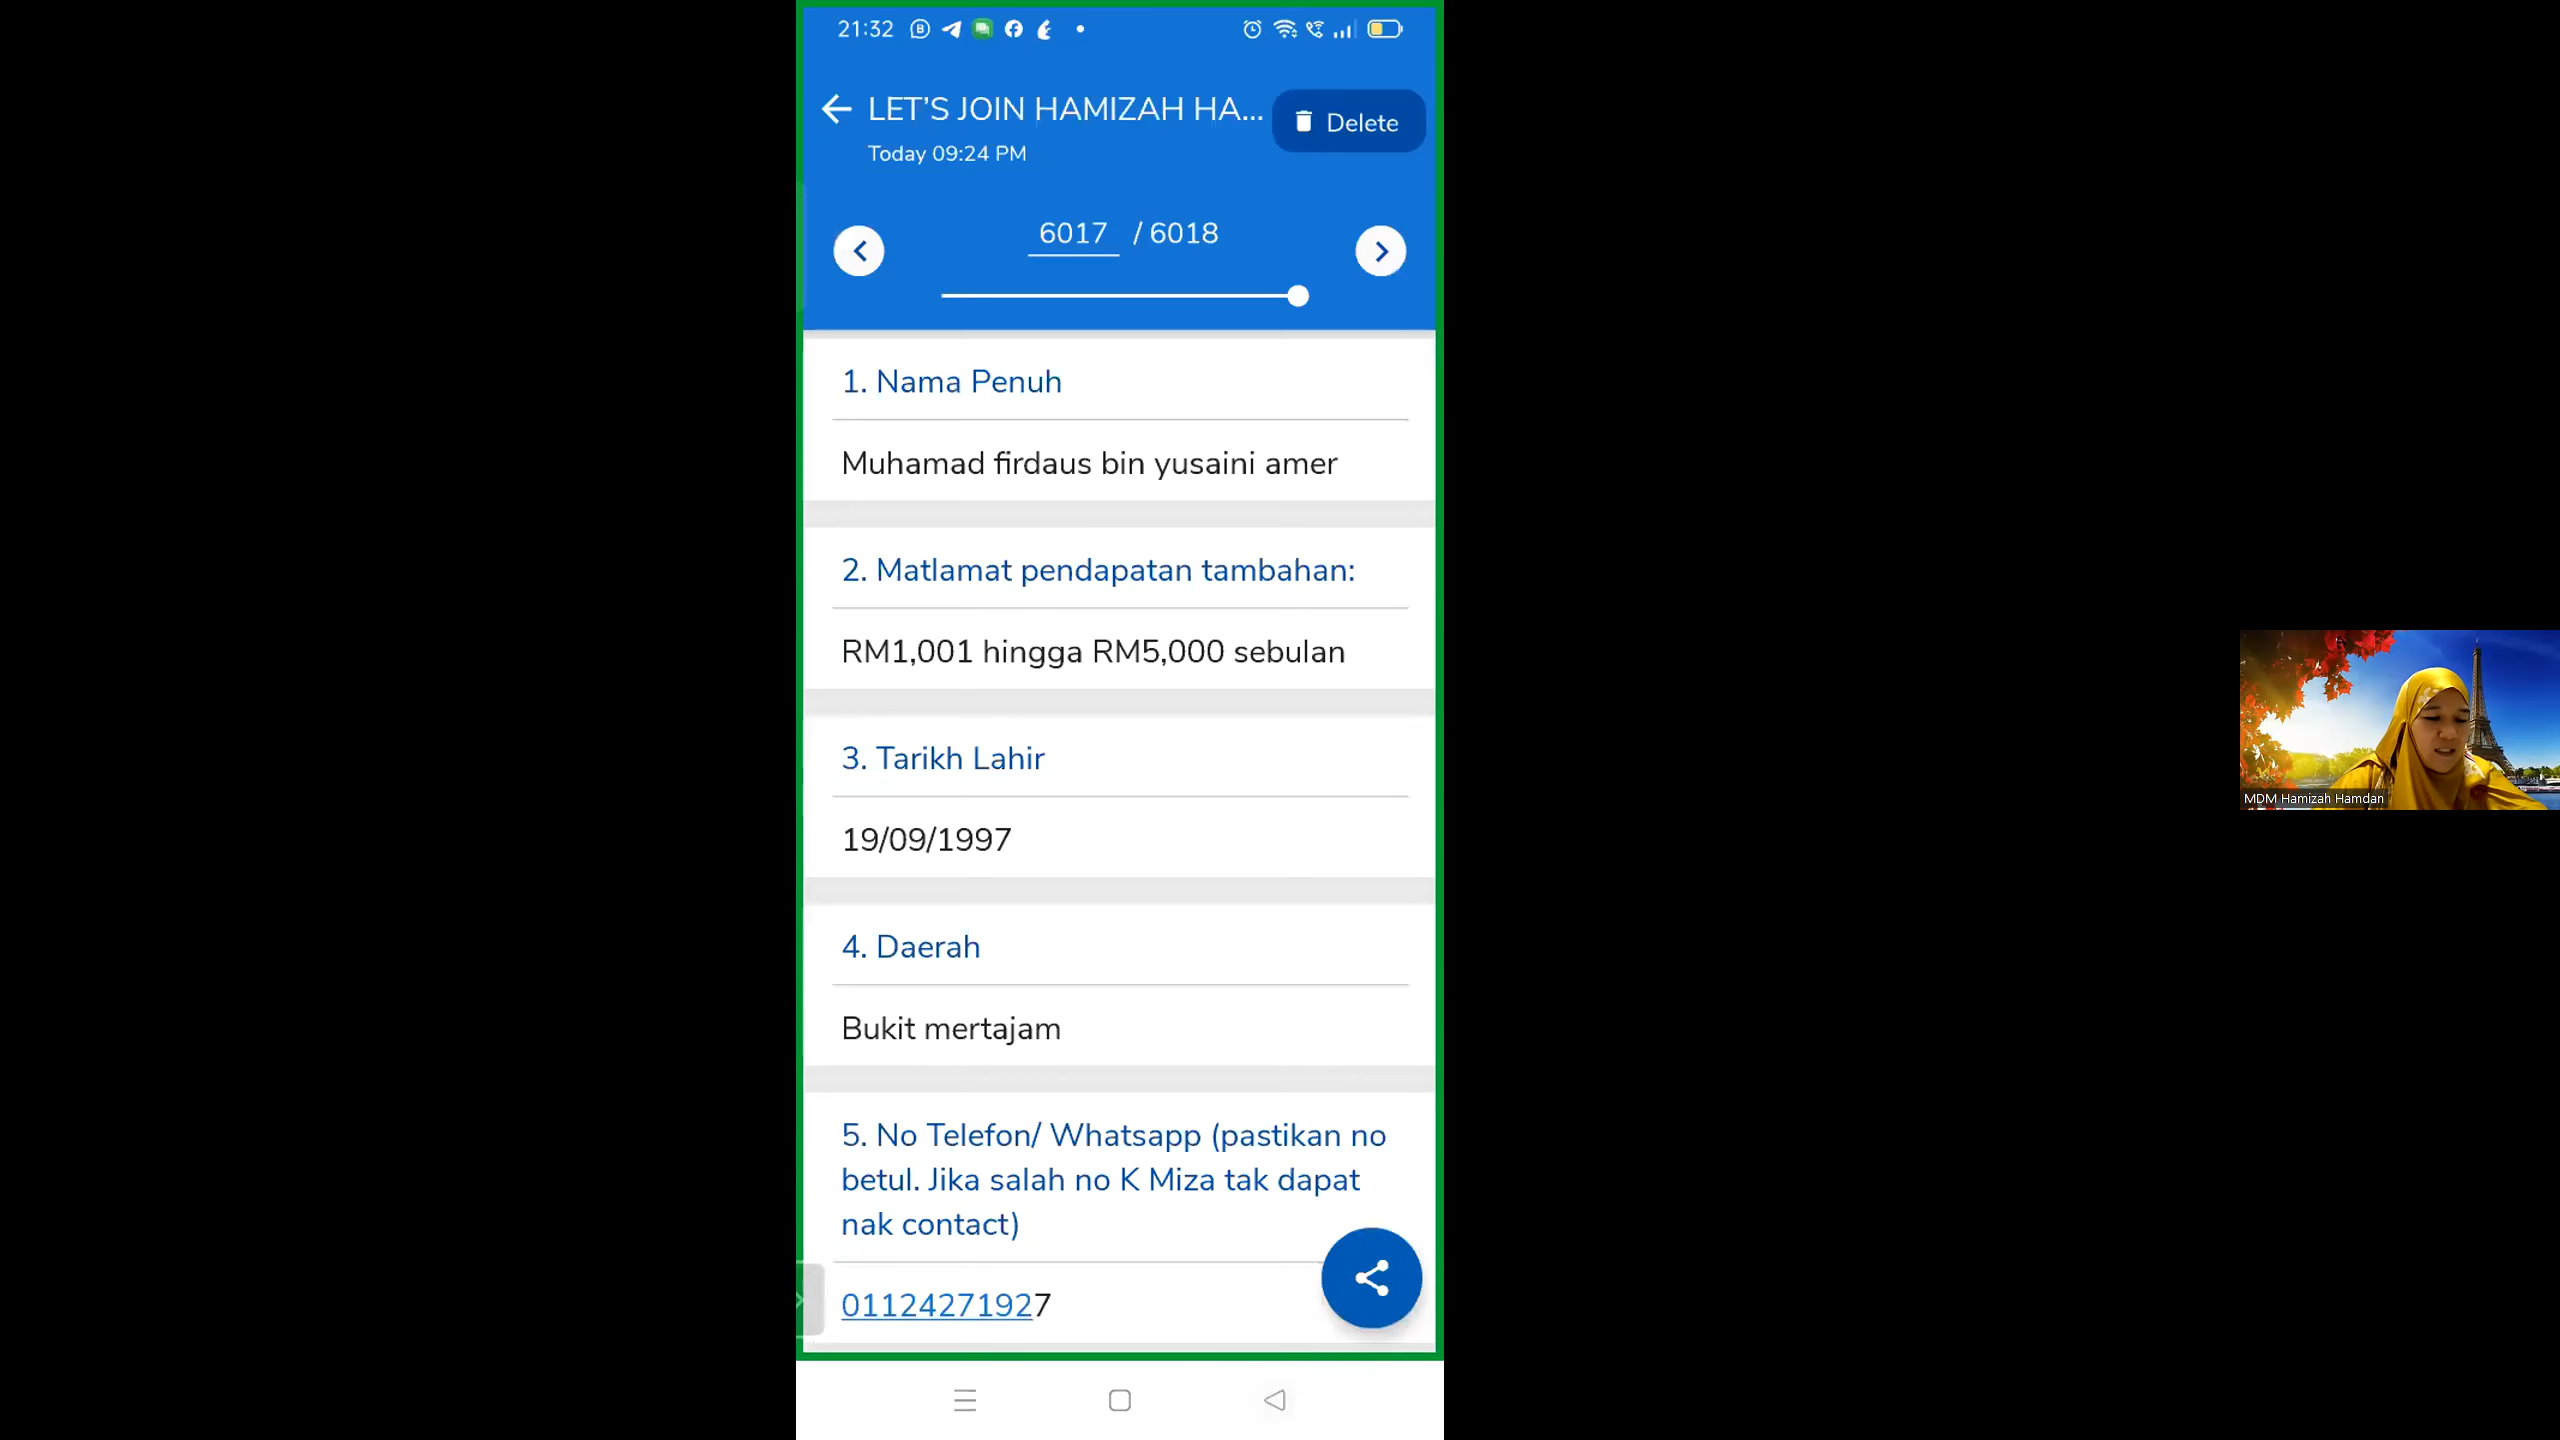 21:32
LET'S JOIN HAMIZAH HA...
Delete
Today 09:24 PM
6017 / 6018
1. Nama Penuh
Muhamad firdaus bin yusaini amer
2. Matlamat pendapatan tambahan:
RM1,001 hingga RM5,000 sebulan
3. Tarikh Lahir
19/09/1997
4. Daerah
Bukit mertajam
5. No Telefon/ Whatsapp (pastikan no
betul. Jika salah no K Miza tak dapat
nak contact)
01124271927
MDM Hamizah Hamdan